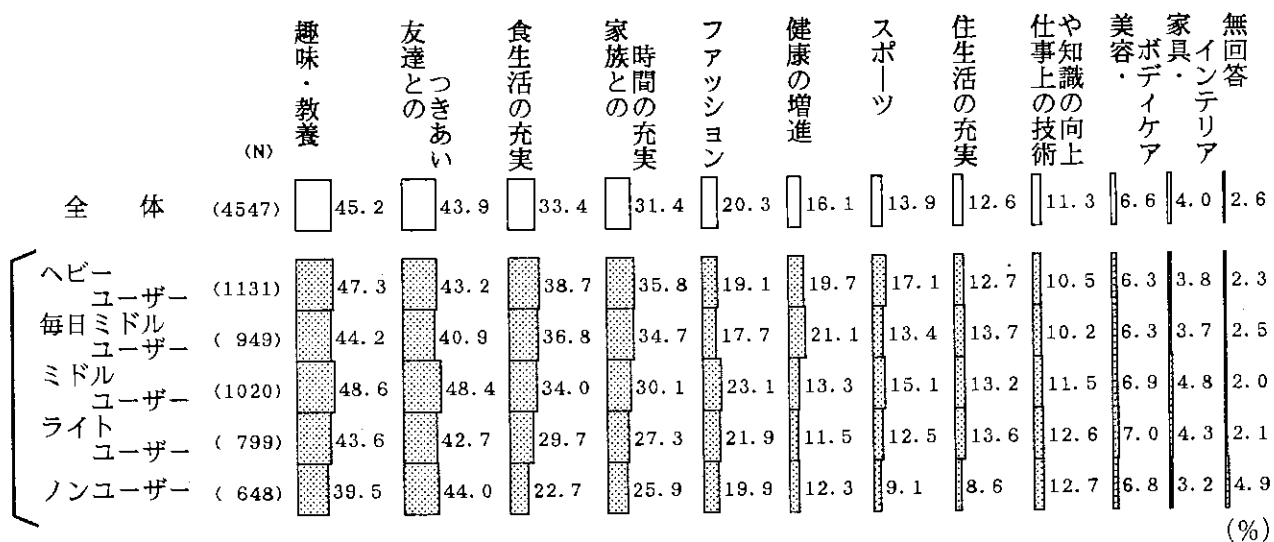 (N)
趣味・教養
友達との
つきあい
食生活の充実
家族との
時間の充実
ファッション
健康の増進
スポーツ
住生活の充実
仕事上の技術
や知識の向上
美容・
ボディケア
家具・
インテリア
無回答
全体 (4547) 45.2 43.9 33.4 31.4 20.3 16.1 13.9 12.6 11.3 6.6 4.0 2.6
ヘビー
ユーザー (1131) 47.3 43.2 38.7 35.8 19.1 19.7 17.1 12.7 10.5 6.3 3.8 2.3
毎日ミドル
ユーザー ( 949) 44.2 40.9 36.8 34.7 17.7 21.1 13.4 13.7 10.2 6.3 3.7 2.5
ミドル
ユーザー (1020) 48.6 48.4 34.0 30.1 23.1 13.3 15.1 13.2 11.5 6.9 4.8 2.0
ライト
ユーザー ( 799) 43.6 42.7 29.7 27.3 21.9 11.5 12.5 13.6 12.6 7.0 4.3 2.1
ノンユーザー ( 648) 39.5 44.0 22.7 25.9 19.9 12.3 9.1 8.6 12.7 6.8 3.2 4.9
(%)